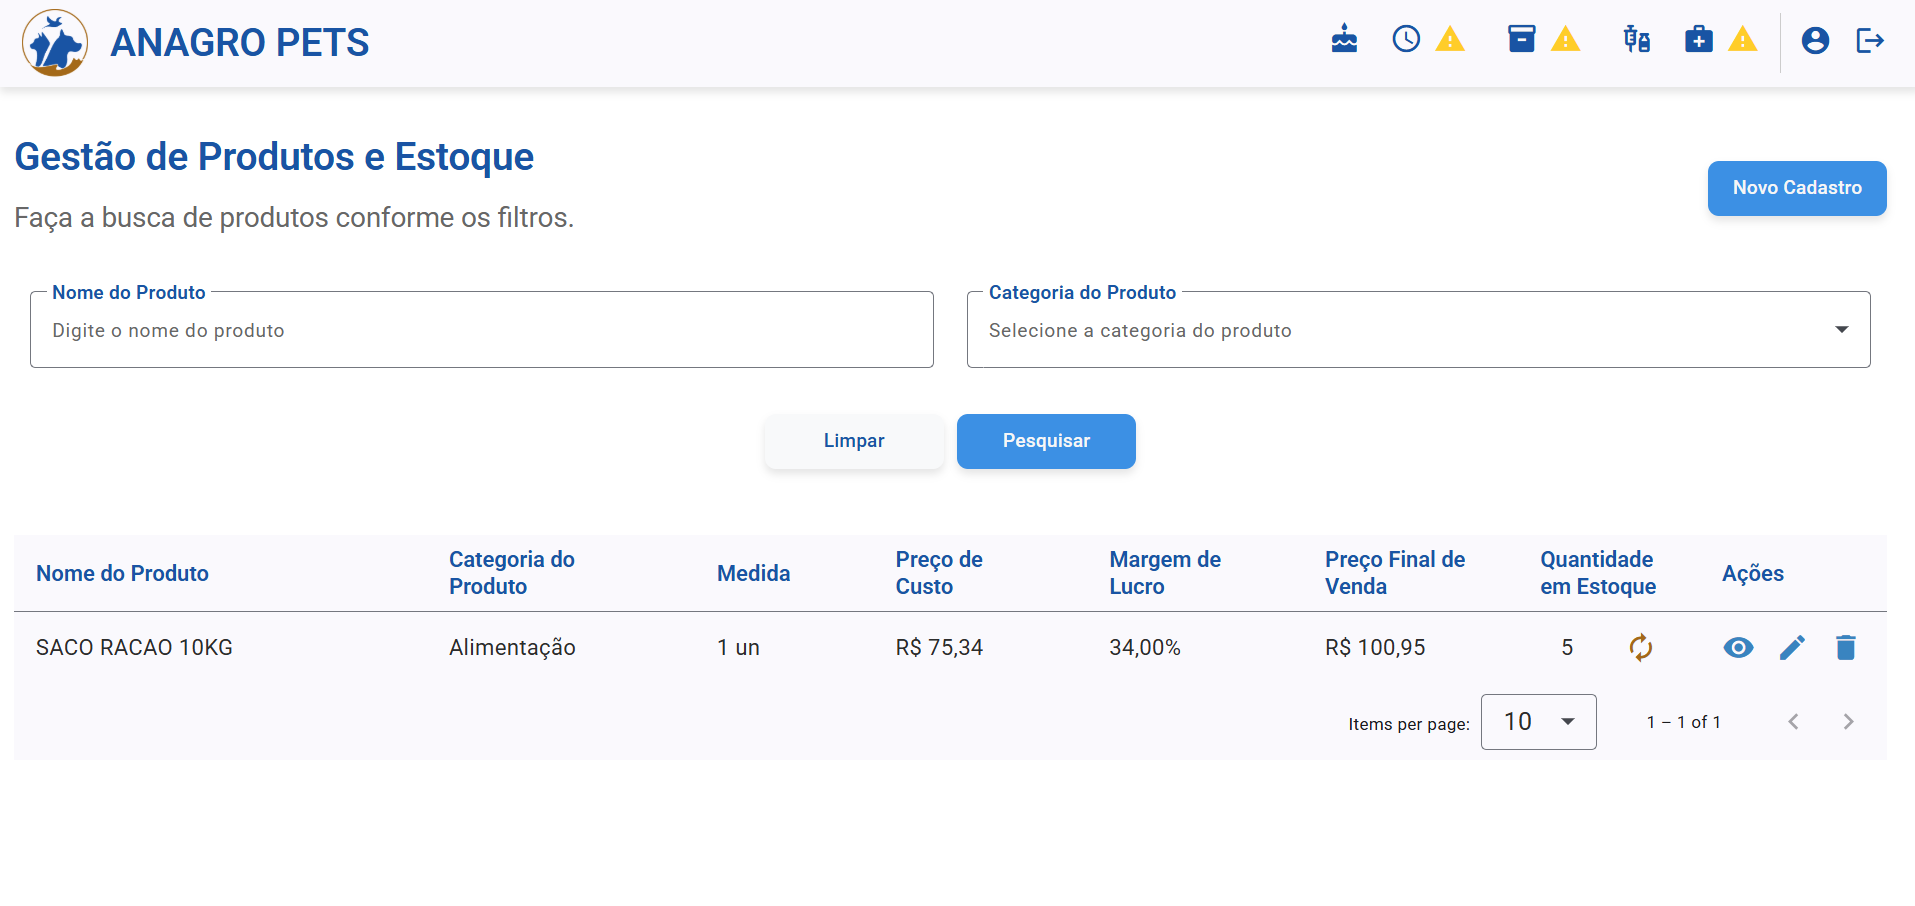 ANAGRO PETS
Gestão de Produtos e Estoque
Novo Cadastro
Faça a busca de produtos conforme os filtros.
Nome do Produto
Digite o nome do produto
Categoria do Produto
Selecione a categoria do produto
Limpar
Pesquisar
Nome do Produto
Categoria do
Produto
Medida
Preço de
Custo
Margem de
Lucro
Preço Final de
Venda
Quantidade
em Estoque
Ações
SACO RACAO 10KG
Alimentação
1 un
R$ 75,34
34,00%
R$ 100,95
5
Items per page:
10
1 – 1 of 1